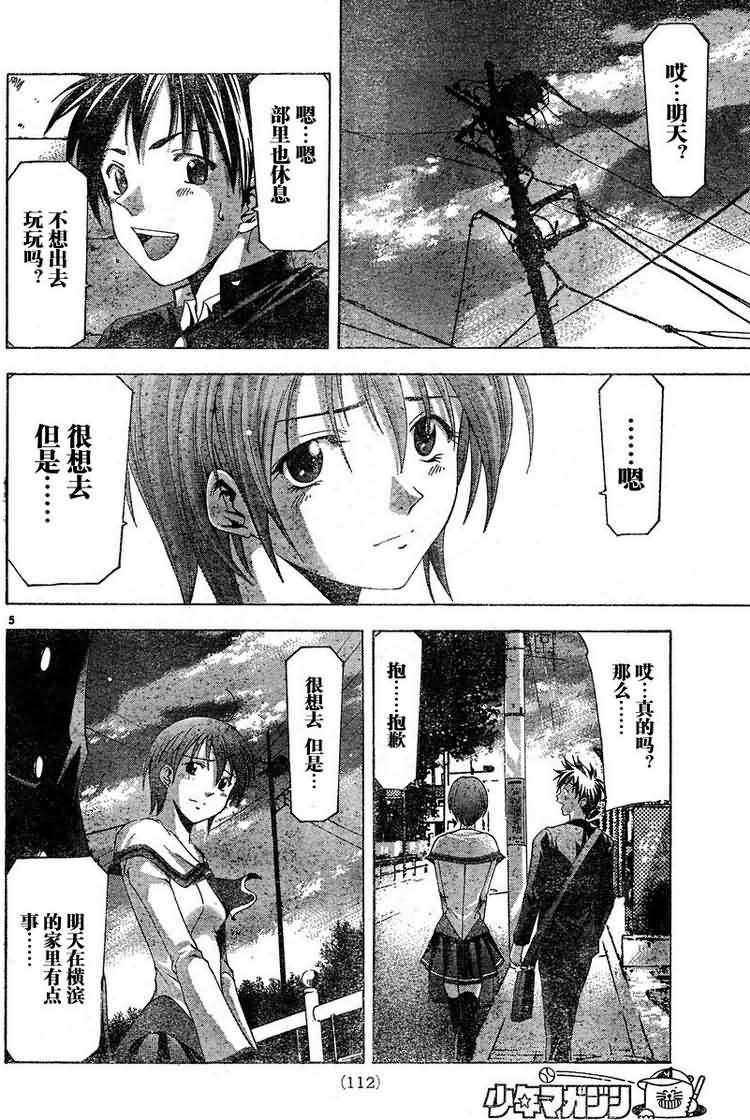 哎…明天?
嗯…嗯
部里也休息
不想出去
玩玩吗?
……嗯
很想去
但是……
哎…真的吗?
那么……
抱……抱歉
很想去 但是…
明天在横滨
的家里有点
事……
5
(112)
少年マガジン